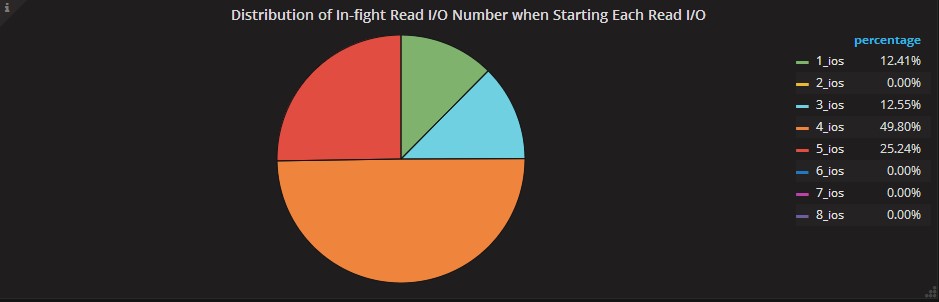 i
Distribution of In-fight Read I/O Number when Starting Each Read I/O
percentage
1_ios 12.41%
2_ios 0.00%
3_ios 12.55%
4_ios 49.80%
5_ios 25.24%
6_ios 0.00%
7_ios 0.00%
8_ios 0.00%